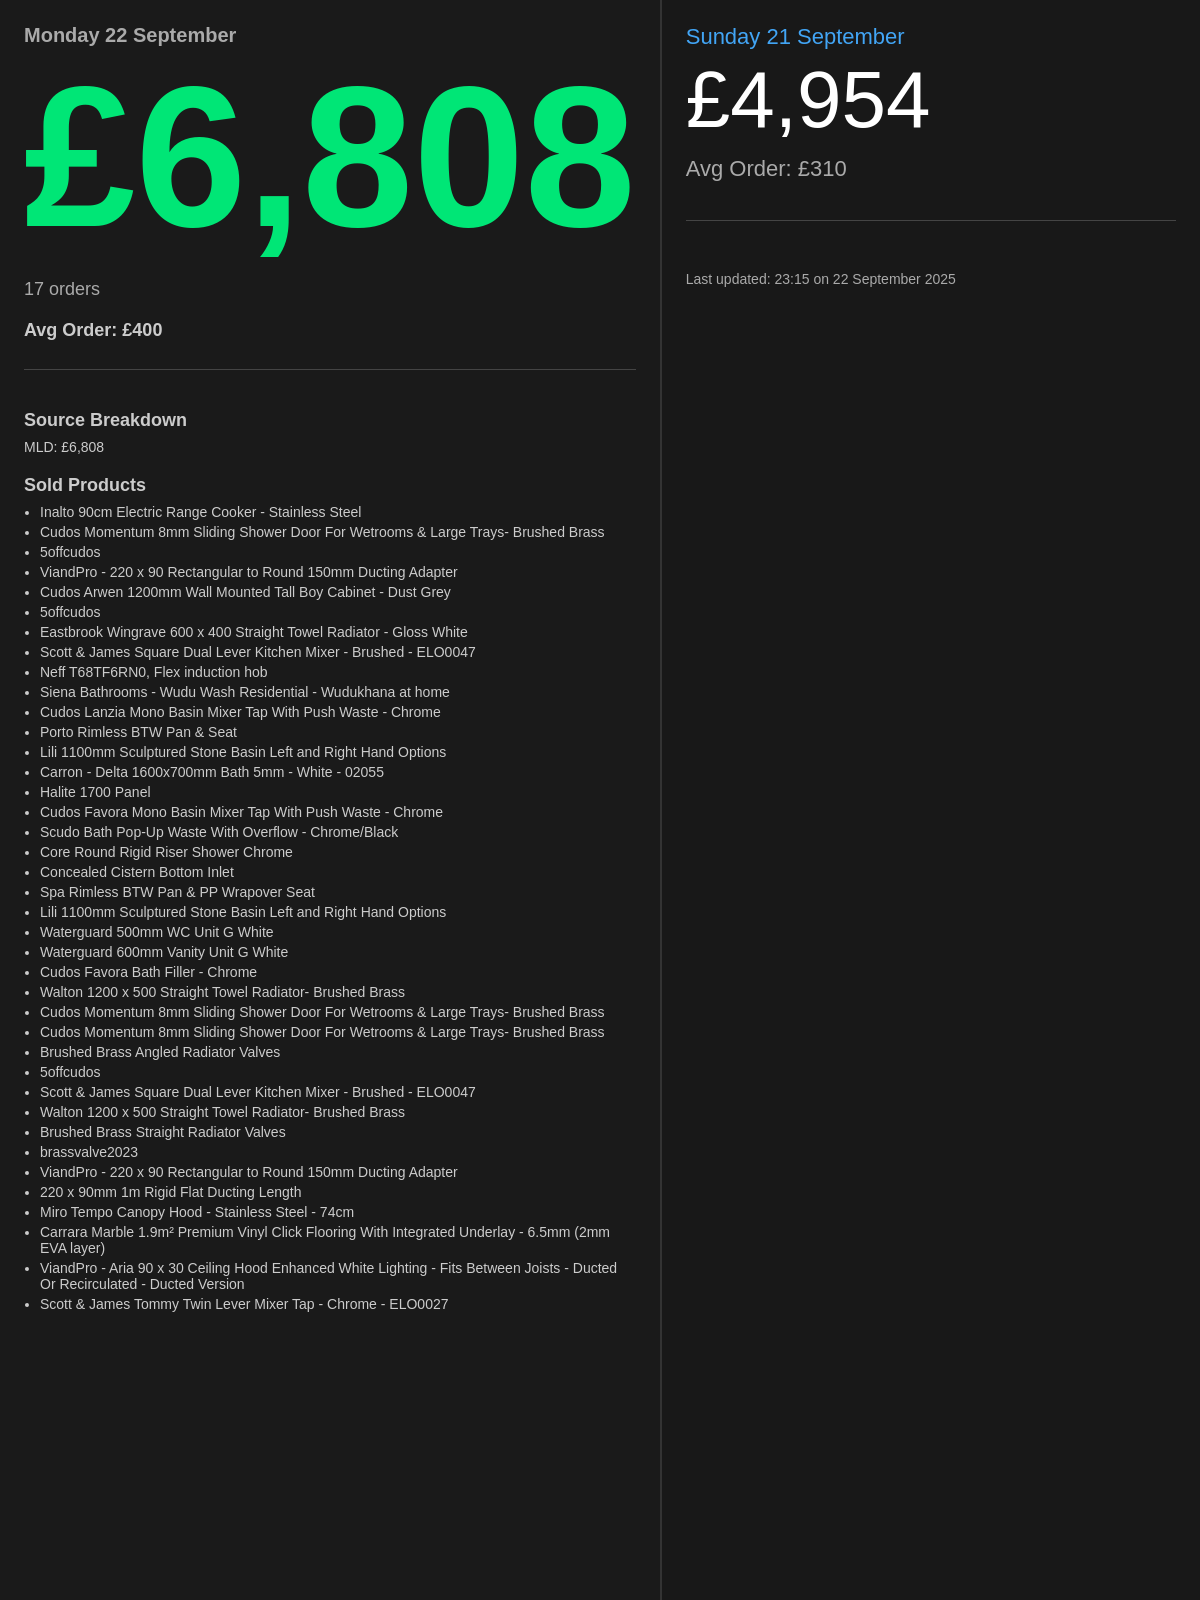 Monday 22 September
£6,808
17 orders
Avg Order: £400
Source Breakdown
MLD: £6,808
Sold Products
• Inalto 90cm Electric Range Cooker - Stainless Steel
• Cudos Momentum 8mm Sliding Shower Door For Wetrooms & Large Trays- Brushed Brass
• 5offcudos
• ViandPro - 220 x 90 Rectangular to Round 150mm Ducting Adapter
• Cudos Arwen 1200mm Wall Mounted Tall Boy Cabinet - Dust Grey
• 5offcudos
• Eastbrook Wingrave 600 x 400 Straight Towel Radiator - Gloss White
• Scott & James Square Dual Lever Kitchen Mixer - Brushed - ELO0047
• Neff T68TF6RN0, Flex induction hob
• Siena Bathrooms - Wudu Wash Residential - Wudukhana at home
• Cudos Lanzia Mono Basin Mixer Tap With Push Waste - Chrome
• Porto Rimless BTW Pan & Seat
• Lili 1100mm Sculptured Stone Basin Left and Right Hand Options
• Carron - Delta 1600x700mm Bath 5mm - White - 02055
• Halite 1700 Panel
• Cudos Favora Mono Basin Mixer Tap With Push Waste - Chrome
• Scudo Bath Pop-Up Waste With Overflow - Chrome/Black
• Core Round Rigid Riser Shower Chrome
• Concealed Cistern Bottom Inlet
• Spa Rimless BTW Pan & PP Wrapover Seat
• Lili 1100mm Sculptured Stone Basin Left and Right Hand Options
• Waterguard 500mm WC Unit G White
• Waterguard 600mm Vanity Unit G White
• Cudos Favora Bath Filler - Chrome
• Walton 1200 x 500 Straight Towel Radiator- Brushed Brass
• Cudos Momentum 8mm Sliding Shower Door For Wetrooms & Large Trays- Brushed Brass
• Cudos Momentum 8mm Sliding Shower Door For Wetrooms & Large Trays- Brushed Brass
• Brushed Brass Angled Radiator Valves
• 5offcudos
• Scott & James Square Dual Lever Kitchen Mixer - Brushed - ELO0047
• Walton 1200 x 500 Straight Towel Radiator- Brushed Brass
• Brushed Brass Straight Radiator Valves
• brassvalve2023
• ViandPro - 220 x 90 Rectangular to Round 150mm Ducting Adapter
• 220 x 90mm 1m Rigid Flat Ducting Length
• Miro Tempo Canopy Hood - Stainless Steel - 74cm
• Carrara Marble 1.9m² Premium Vinyl Click Flooring With Integrated Underlay - 6.5mm (2mm
EVA layer)
• ViandPro - Aria 90 x 30 Ceiling Hood Enhanced White Lighting - Fits Between Joists - Ducted
Or Recirculated - Ducted Version
• Scott & James Tommy Twin Lever Mixer Tap - Chrome - ELO0027
Sunday 21 September
£4,954
Avg Order: £310
Last updated: 23:15 on 22 September 2025